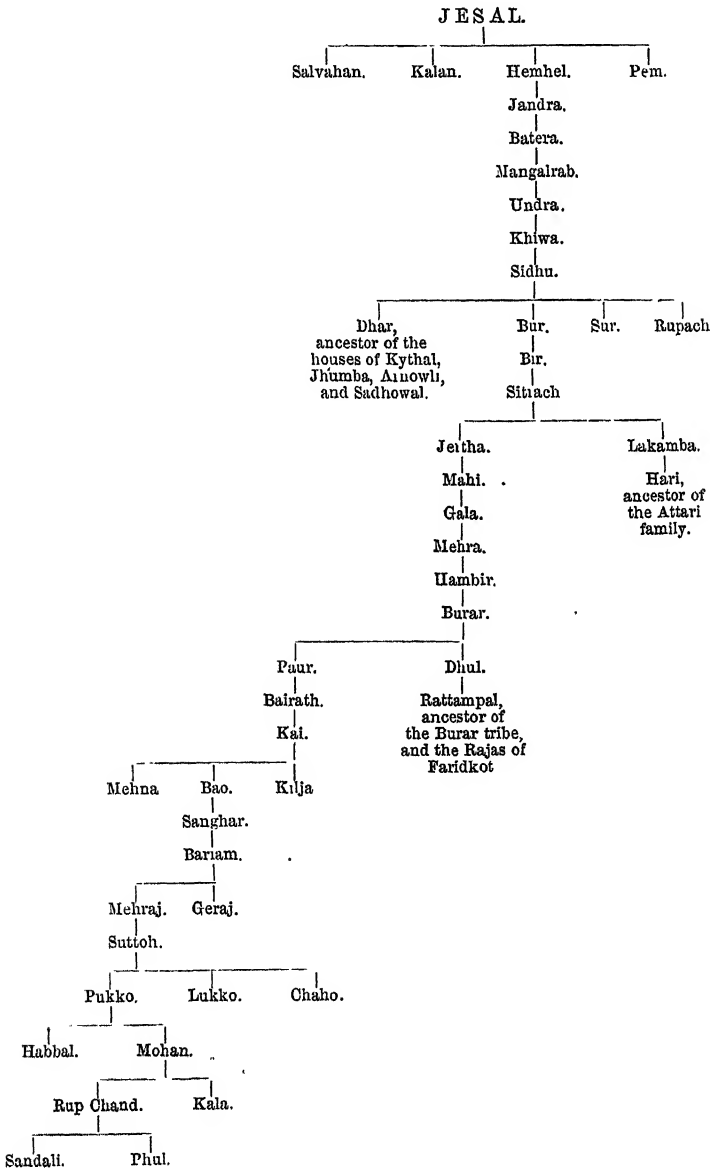 JESAL.
Salvahan. Kalan. Hemhel. Pem.
Jandra.
Batera.
Mangalrab.
Undra.
Khiwa.
Sidhu.
Dhar, Bur. Sur. Rupach
ancestor of the
houses of Kythal, Bir.
Jhumba, Arnowli,
and Sadhowal. Sitrach
Jertha. Lakamba.
Mahi. Hari,
ancestor of
Gala. the Attari
family.
Mehra.
Hambir.
Burar.
Paur. Dhul.
Bairath. Rattampal,
ancestor of
Kai. the Burar tribe,
and the Rajas of
Faridkot
Mehna Bao. Kilja
Sanghar.
Bariam.
Mehraj. Geraj.
Suttoh.
Pukko. Lukko. Chaho.
Habbal. Mohan.
Rup Chand. Kala.
Sandali. Phul.